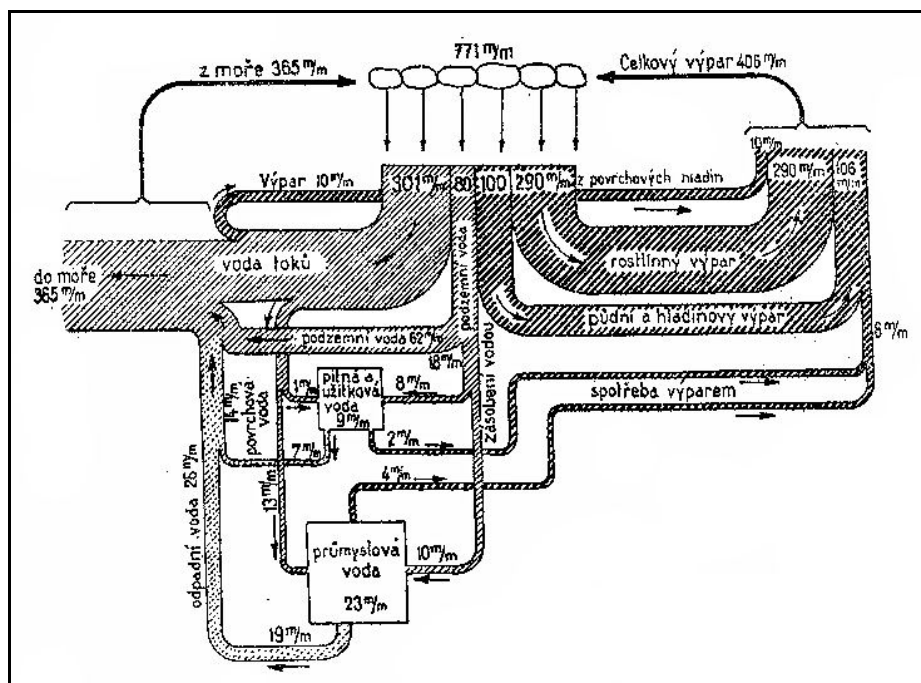 771 m/m
z moře 365 m/m
Celkový výpar 406 m/m
10 m/m
Výpar 10 m/m
301 m/m
80
100
290 m/m
z povrchových hladin
290 m/m
106 m/m
voda toků
podzemní voda
rostlinný výpar
do moře
365 m/m
půdní a hladinový výpar
podzemní voda 62 m/m
18 m/m
zásobení vodou
6 m/m
14 m/m
povrchová
voda
1 m/m
pitná a
užitková
voda
9 m/m
8 m/m
spotřeba výparem
2 m/m
7 m/m
4 m/m
13 m/m
odpadní voda 26 m/m
průmyslová
voda
23 m/m
10 m/m
19 m/m